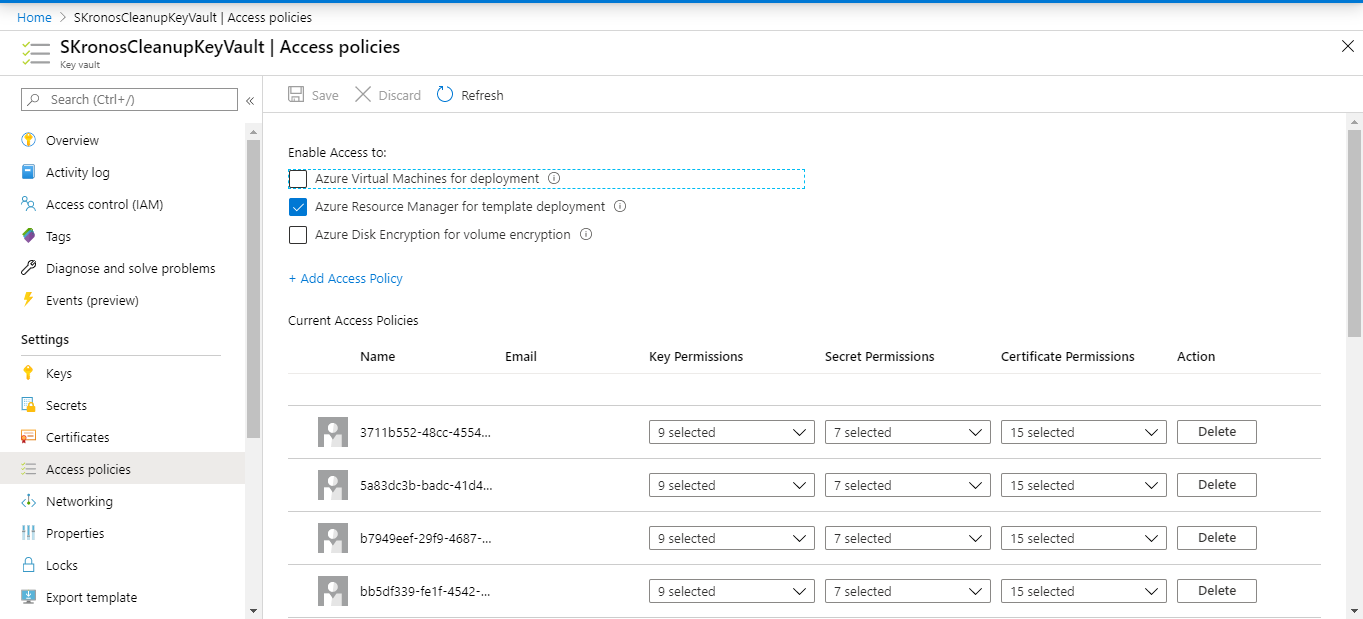 Home > SKronosCleanupKeyVault | Access policies
SKronosCleanupKeyVault | Access policies
Key vault
Search (Ctrl+/)
«
Save Discard Refresh
Overview
Activity log
Access control (IAM)
Tags
Diagnose and solve problems
Events (preview)
Settings
Keys
Secrets
Certificates
Access policies
Networking
Properties
Locks
Export template
Enable Access to:
Azure Virtual Machines for deployment
Azure Resource Manager for template deployment
Azure Disk Encryption for volume encryption
+ Add Access Policy
Current Access Policies
Name Email Key Permissions Secret Permissions Certificate Permissions Action
3711b552-48cc-4554... 9 selected 7 selected 15 selected Delete
5a83dc3b-badc-41d4... 9 selected 7 selected 15 selected Delete
b7949eef-29f9-4687-... 9 selected 7 selected 15 selected Delete
bb5df339-fe1f-4542-... 9 selected 7 selected 15 selected Delete